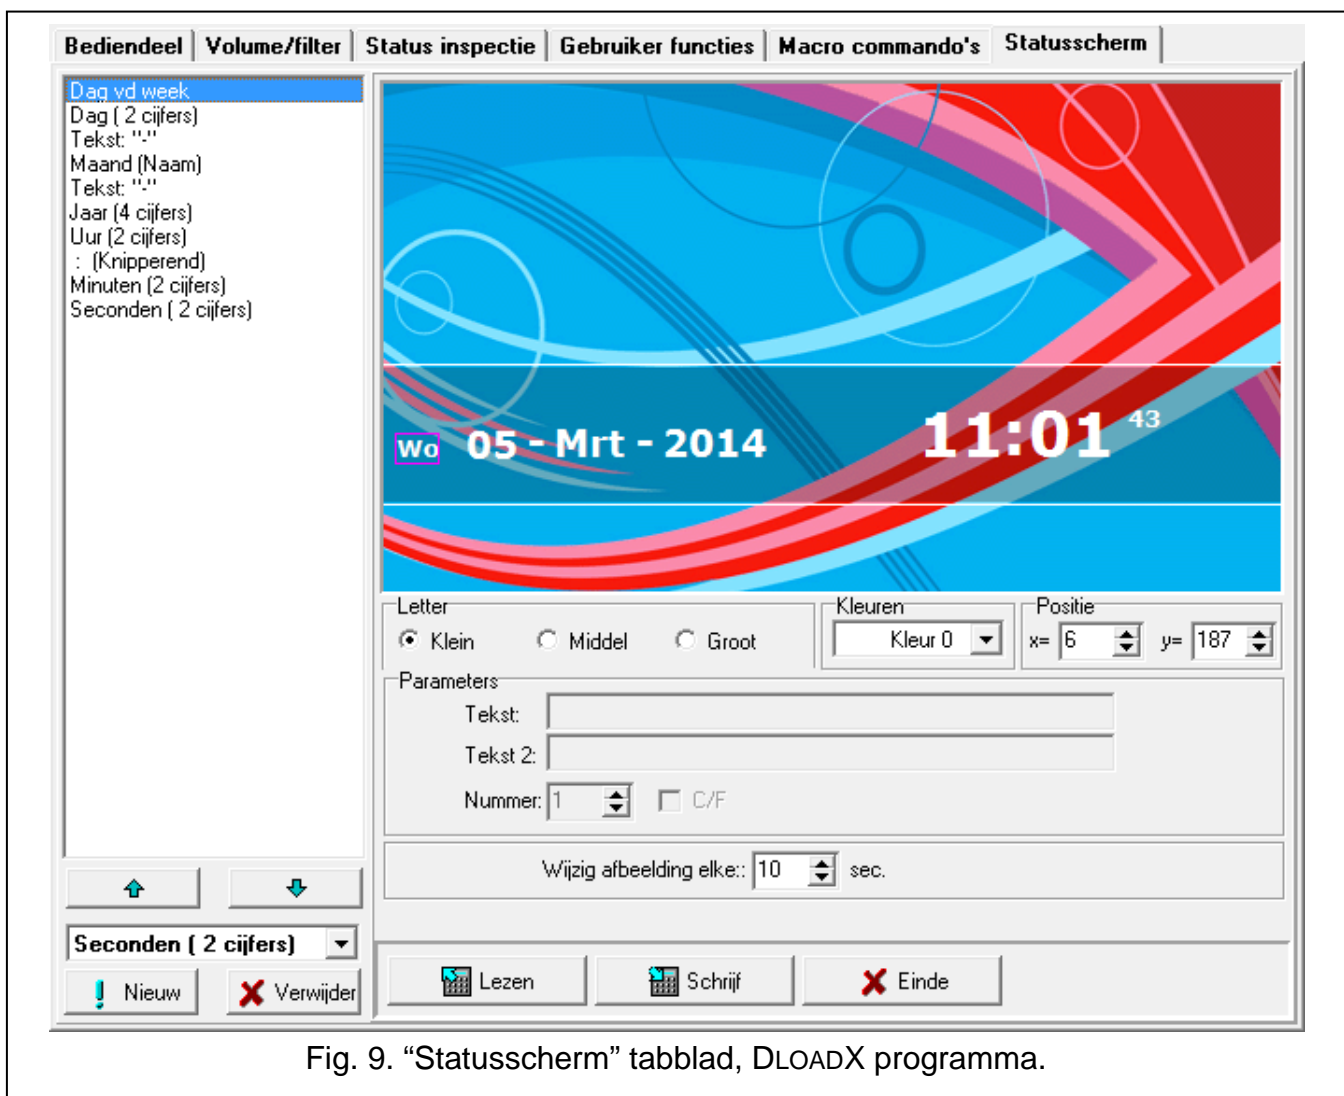 Bediendeel Volume/filter Status inspectie Gebruiker functies Macro commando's Statusscherm
Dag vd week
Dag ( 2 cijfers)
Tekst: "-"
Maand (Naam)
Tekst: "-"
Jaar (4 cijfers)
Uur (2 cijfers)
: (Knipperend)
Minuten (2 cijfers)
Seconden ( 2 cijfers)
Wo 05 - Mrt - 2014 11:01 43
Letter
Klein Middel Groot
Kleuren
Kleur 0
Positie
x= 6 y= 187
Parameters
Tekst:
Tekst 2:
Nummer: 1 C/F
Wijzig afbeelding elke:: 10 sec.
Seconden ( 2 cijfers)
Nieuw Verwijder
Lezen Schrijf Einde
Fig. 9. “Statusscherm” tabblad, DLOADX programma.